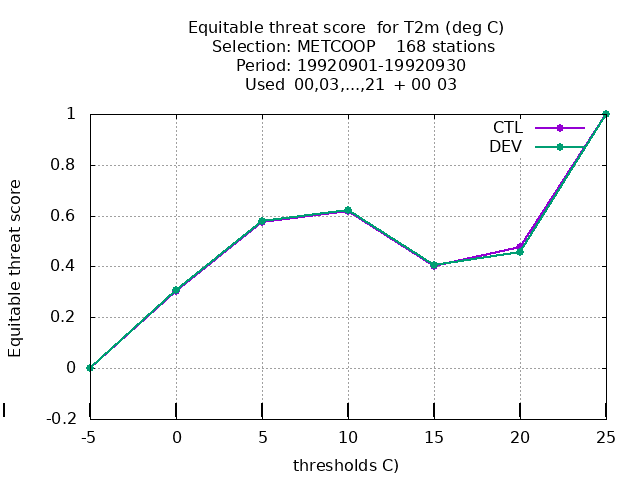 Equitable threat score  for T2m (deg C)
Selection: METCOOP    168 stations
Period: 19920901-19920930
Used  00,03,...,21  + 00 03
CTL
DEV
1
0.8
0.6
0.4
0.2
0
-0.2
Equitable threat score
-5 0 5 10 15 20 25
thresholds C)